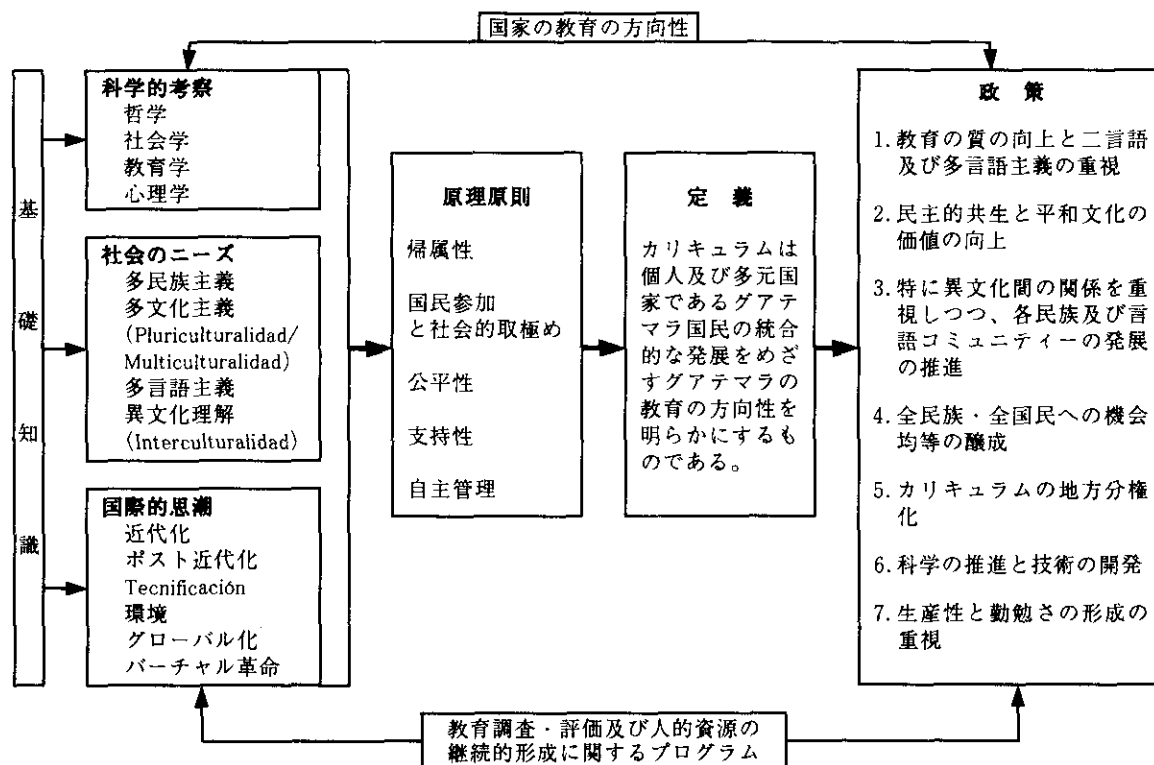 国家の教育の方向性
基
礎
知
識
科学的考察
哲学
社会学
教育学
心理学
社会のニーズ
多民族主義
多文化主義
(Pluriculturalidad/
Multiculturalidad)
多言語主義
異文化理解
(Interculturalidad)
国際的思潮
近代化
ポスト近代化
Tecnificación
環境
グローバル化
バーチャル革命
原理原則
帰属性
国民参加
と社会的取極め
公平性
支持性
自主管理
定 義
カリキュラムは
個人及び多元国
家であるグアテ
マラ国民の統合
的な発展をめざ
すグアテマラの
教育の方向性を
明らかにするも
のである。
政 策
1. 教育の質の向上と二言語
及び多言語主義の重視
2. 民主的共生と平和文化の
価値の向上
3. 特に異文化間の関係を重
視しつつ、各民族及び言
語コミュニティーの発展
の推進
4. 全民族・全国民への機会
均等の醸成
5. カリキュラムの地方分権
化
6. 科学の推進と技術の開発
7. 生産性と勤勉さの形成の
重視
教育調査・評価及び人的資源の
継続的形成に関するプログラム